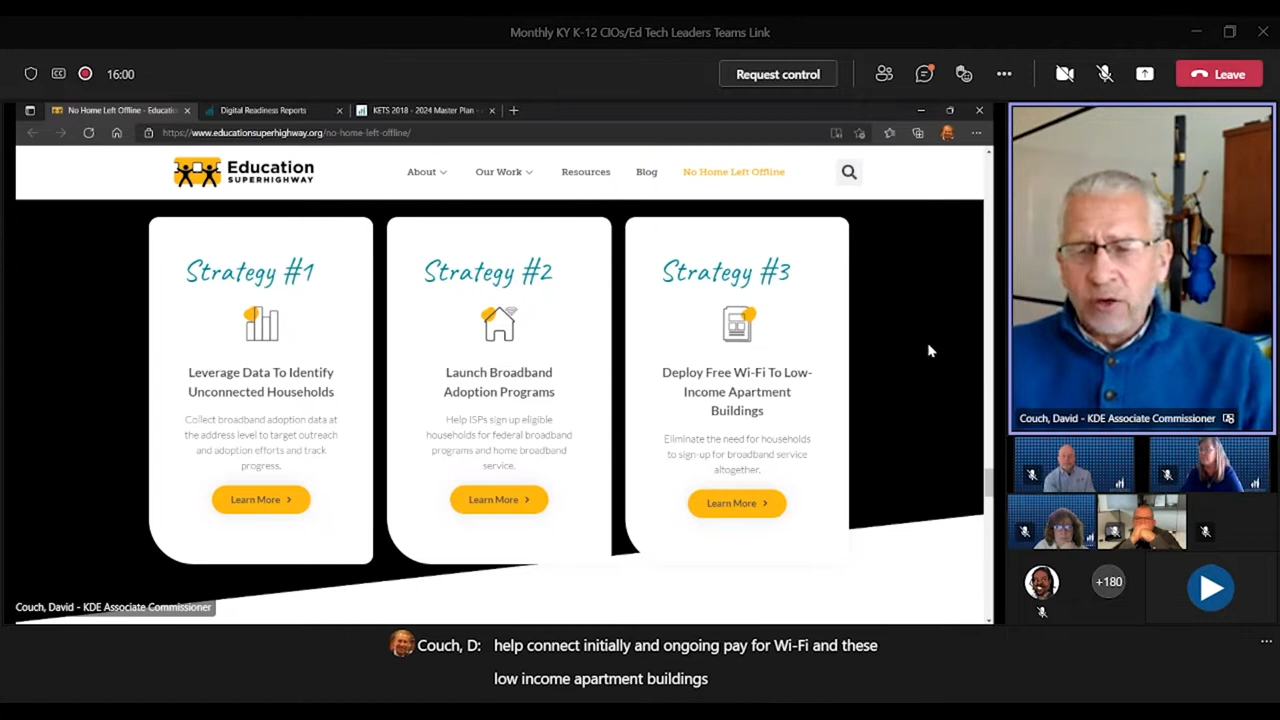 Monthly KY K-12 CIOs/Ed Tech Leaders Teams Link
16:00
Request control
Leave
No Home Left Offline - Educatio
Digital Readiness Reports
KETS 2018 - 2024 Master Plan -
https://www.educationsuperhighway.org/no-home-left-offline/
Education
SUPERHIGHWAY
About
Our Work
Resources
Blog
No Home Left Offline
Strategy #1
Leverage Data To Identify
Unconnected Households
Collect broadband adoption data at
the address level to target outreach
and adoption efforts and track
progress.
Learn More
Strategy #2
Launch Broadband
Adoption Programs
Help ISPs sign up eligible
households for federal broadband
programs and home broadband
service.
Learn More
Strategy #3
Deploy Free Wi-Fi To Low-
Income Apartment
Buildings
Eliminate the need for households
to sign-up for broadband service
altogether.
Learn More
Couch, David - KDE Associate Commissioner
+180
Couch, David - KDE Associate Commissioner
Couch, D: help connect initially and ongoing pay for Wi-Fi and these
low income apartment buildings